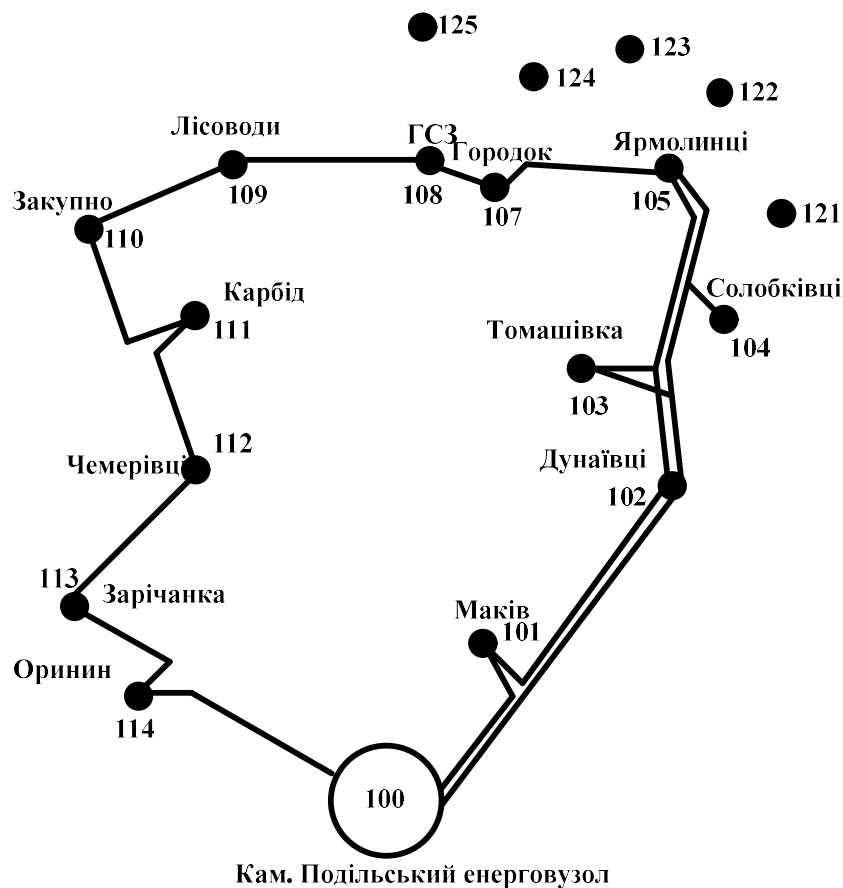 125
123
124
122
Лісоводи
ГСЗ
Городок
Ярмолинці
109
108
107
105
121
Закупно
110
Карбід
111
Солобківці
104
Томашівка
103
112
Чемерівці
Дунаївці
102
113
Зарічанка
Маків
101
Оринин
114
100
Кам. Подільський енерговузол